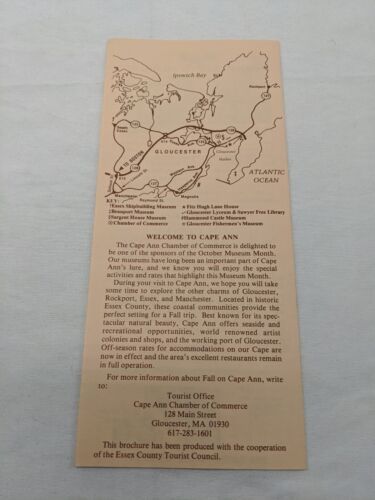 Ipswich Bay
Rockport
127
128
Essex
TO BOSTON
GLOUCESTER
Gloucester
Harbor
ATLANTIC
OCEAN
Manchester
Raymond St.
Magnolia
KEY:
Essex Shipbuilding Museum
Fitz Hugh Lane House
Beauport Museum
Gloucester Lyceum & Sawyer Free Library
Sargent House Museum
Hammond Castle Museum
Chamber of Commerce
Gloucester Fishermen's Museum
WELCOME TO CAPE ANN
The Cape Ann Chamber of Commerce is delighted to
be one of the sponsors of the October Museum Month.
Our museums have long been an important part of Cape
Ann's lure, and we know you will enjoy the special
activities and rates that highlight this Museum Month.
During your visit to Cape Ann, we hope you will take
some time to explore the other charms of Gloucester,
Rockport, Essex, and Manchester. Located in historic
Essex County, these coastal communities provide the
perfect setting for a Fall trip. Best known for its spec-
tacular natural beauty, Cape Ann offers seaside and
recreational opportunities, world renowned artist
colonies and shops, and the working port of Gloucester.
Off-season rates for accommodations on our Cape are
now in effect and the area's excellent restaurants remain
in full operation.
For more information about Fall on Cape Ann, write
to:
Tourist Office
Cape Ann Chamber of Commerce
128 Main Street
Gloucester, MA 01930
617-283-1601
This brochure has been produced with the cooperation
of the Essex County Tourist Council.